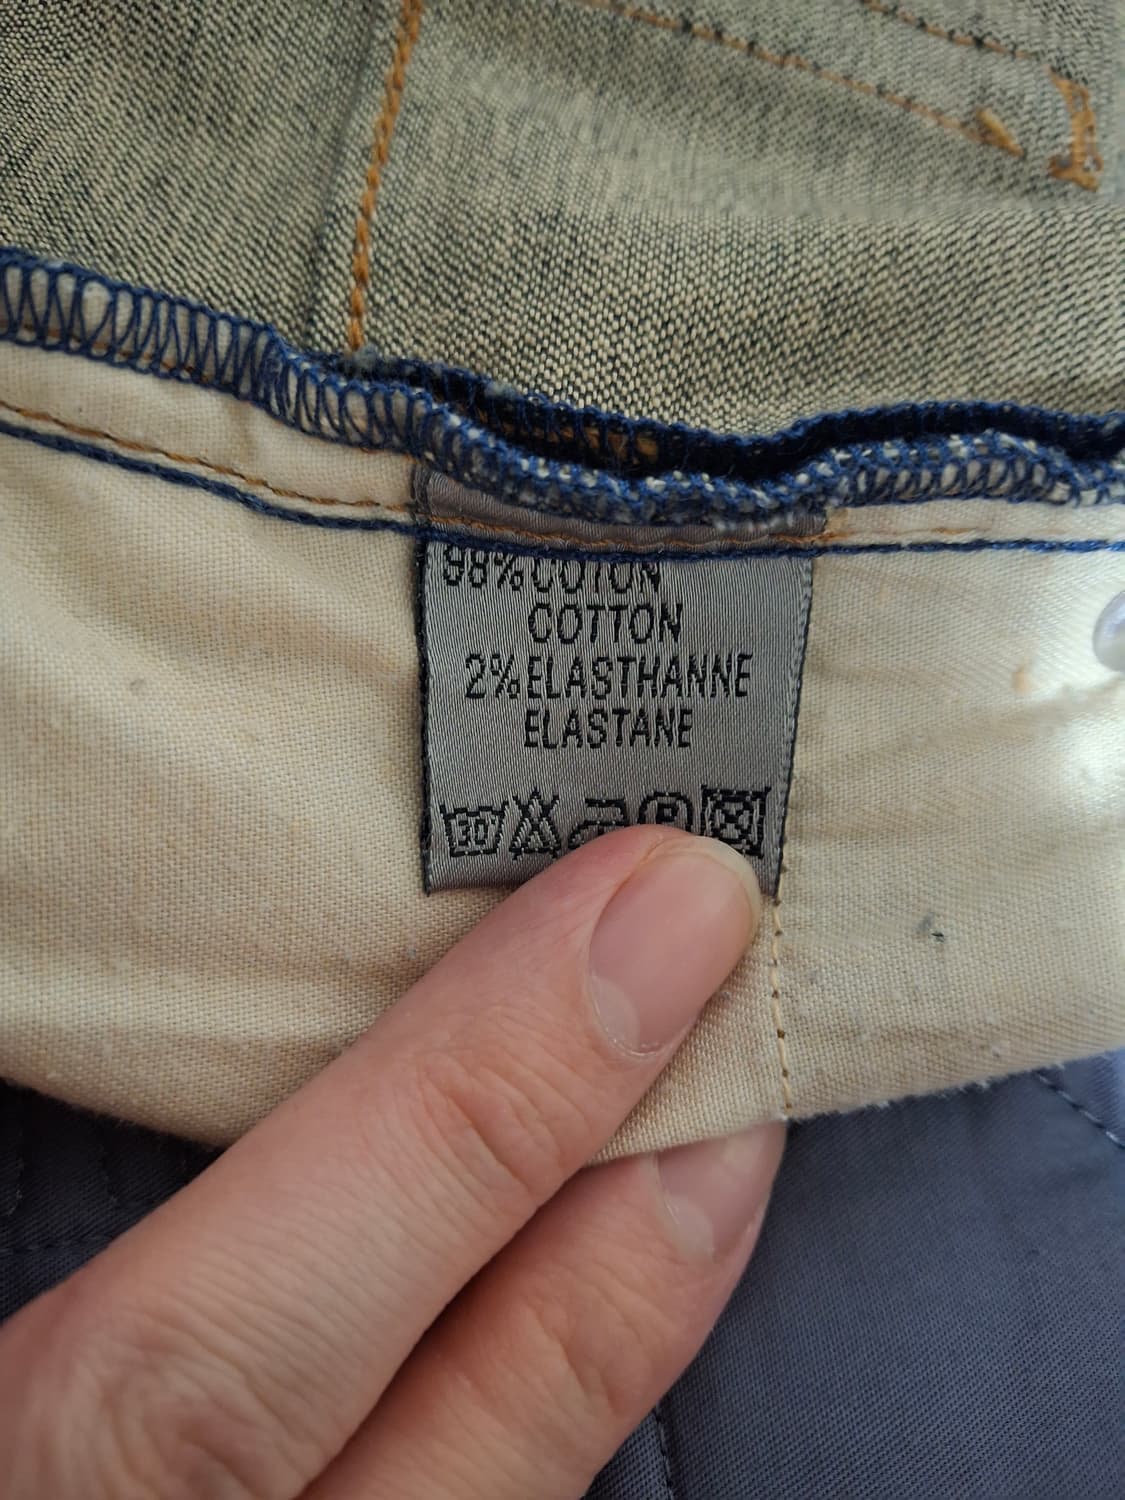 98% COTON
COTTON
2% ELASTHANNE
ELASTANE
30 P